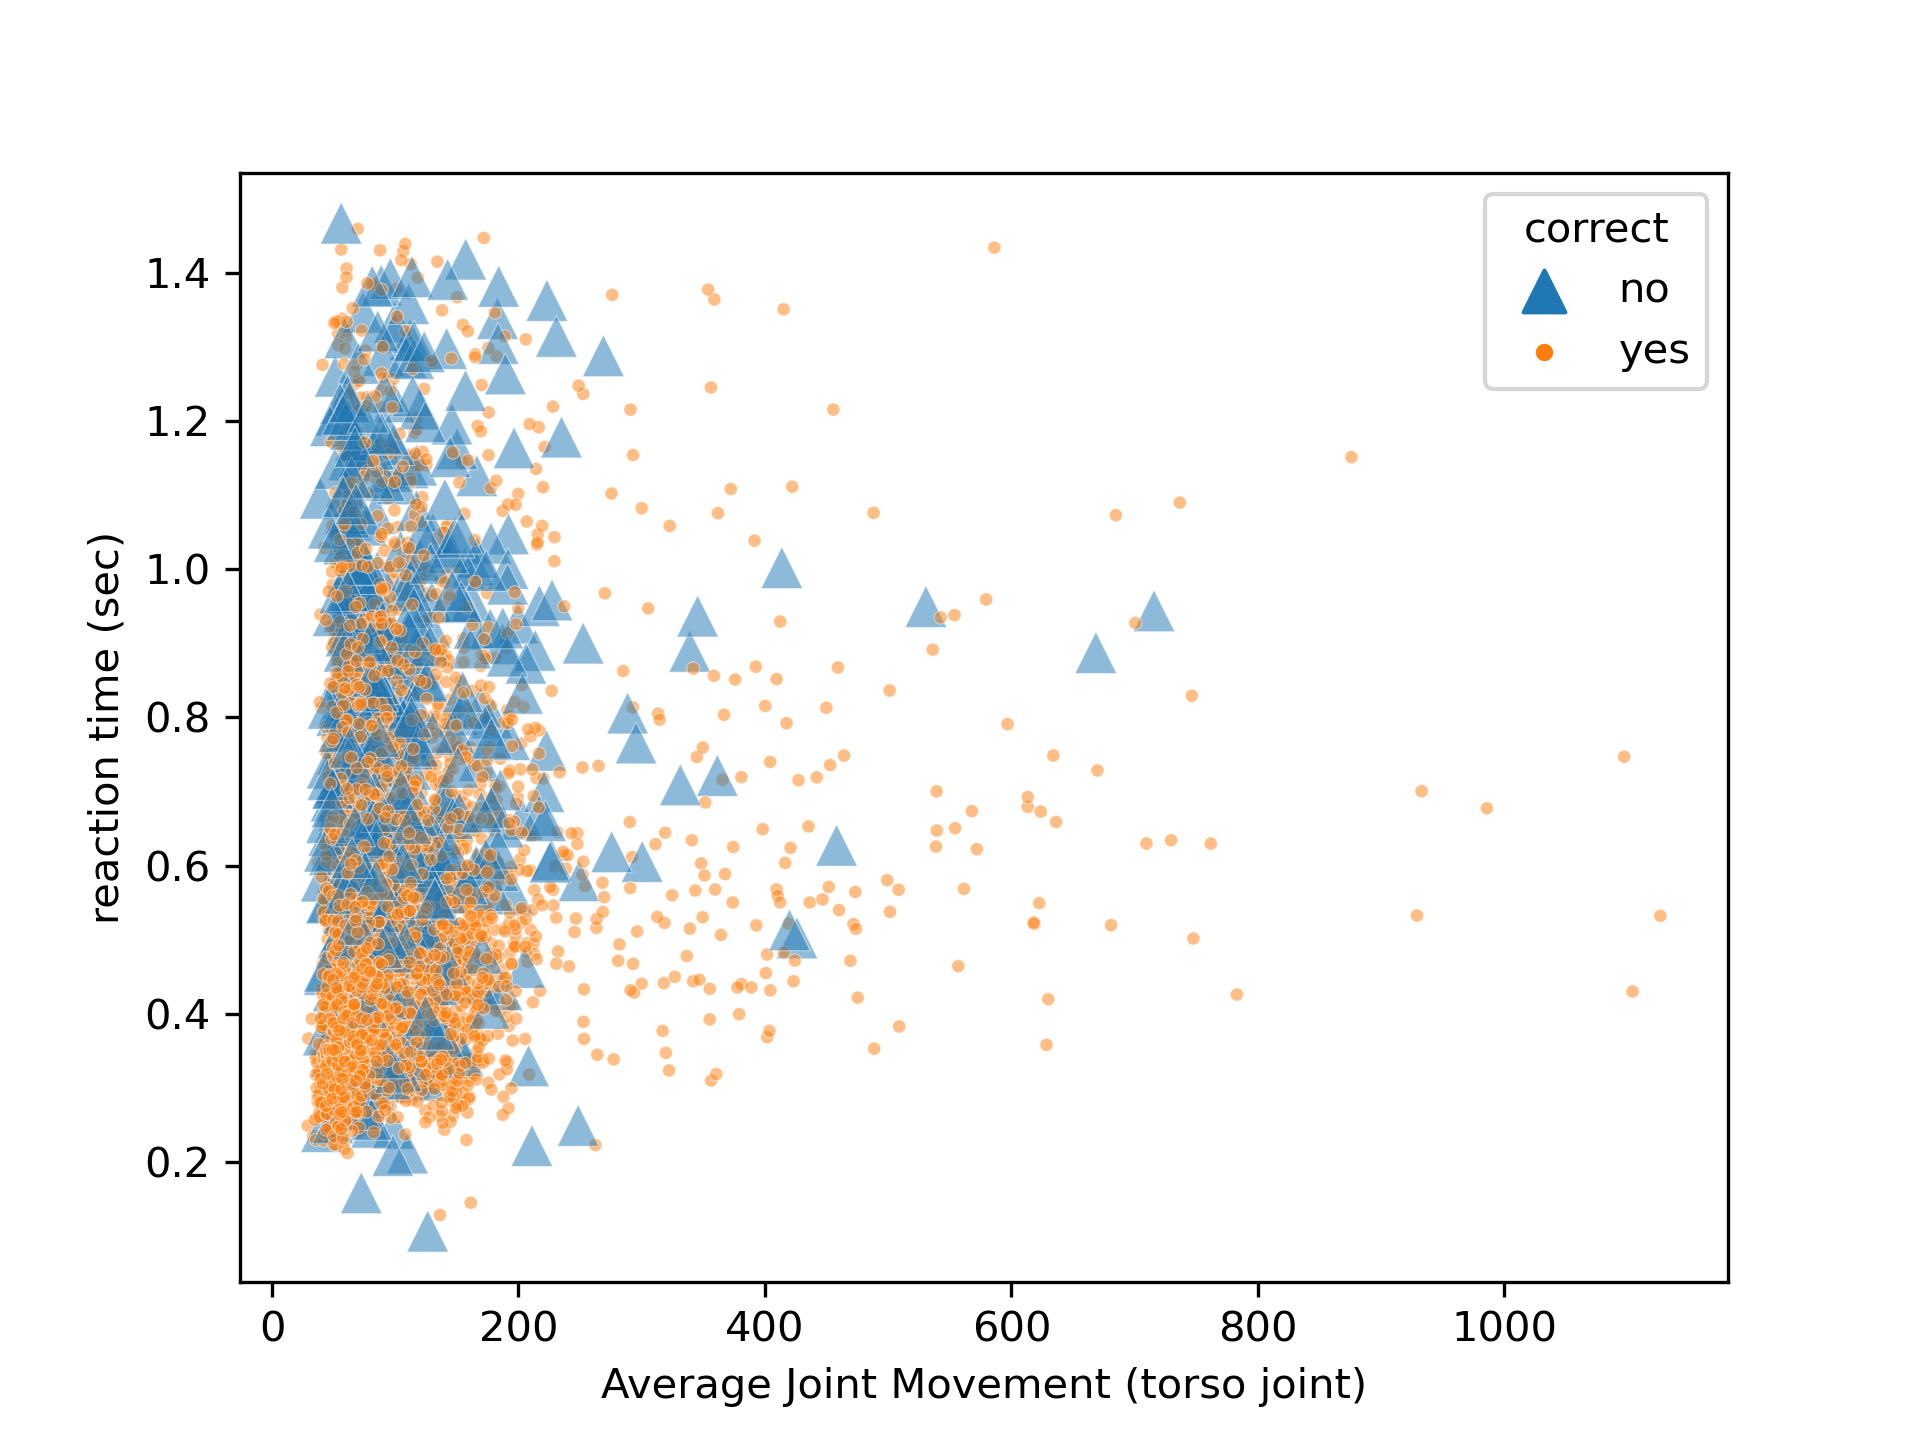 correct
no
yes
1.4
1.2
1.0
0.8
0.6
0.4
0.2
reaction time (sec)
0 200 400 600 800 1000
Average Joint Movement (torso joint)